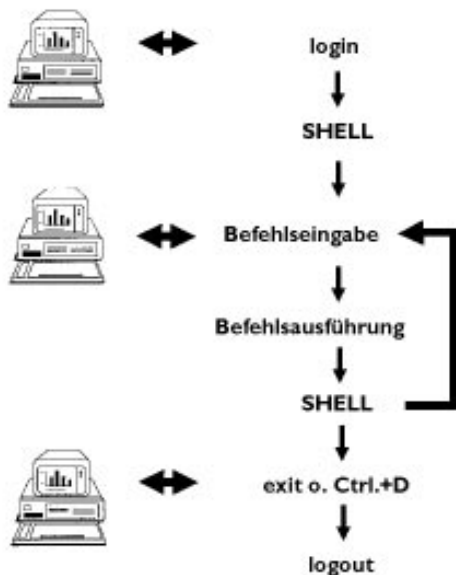 login
SHELL
Befehlseingabe
Befehlsausführung
SHELL
exit o. Ctrl.+D
logout